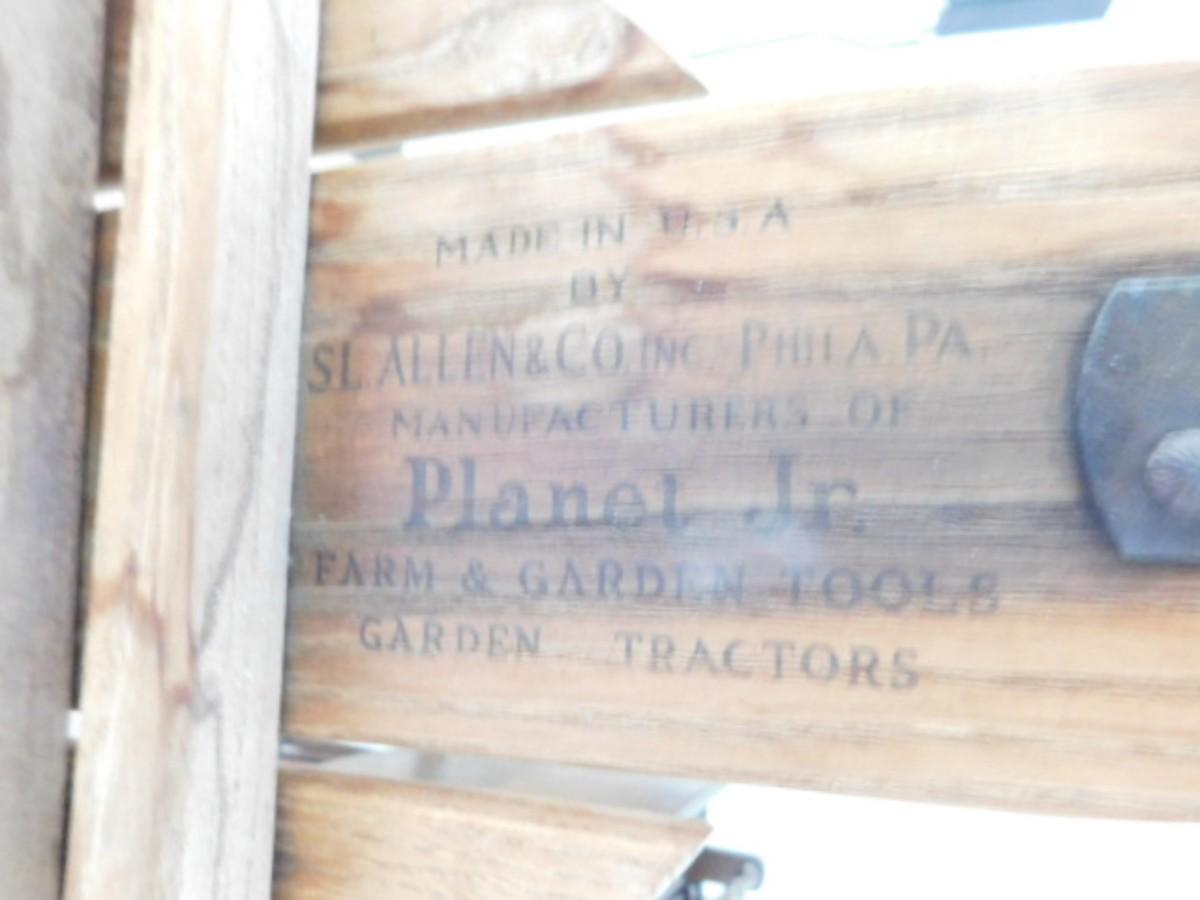 MADE IN U.S.A
BY
S.L. ALLEN & CO. INC. PHILA PA.
MANUFACTURERS OF
Planet Jr.
FARM & GARDEN TOOLS
GARDEN TRACTORS